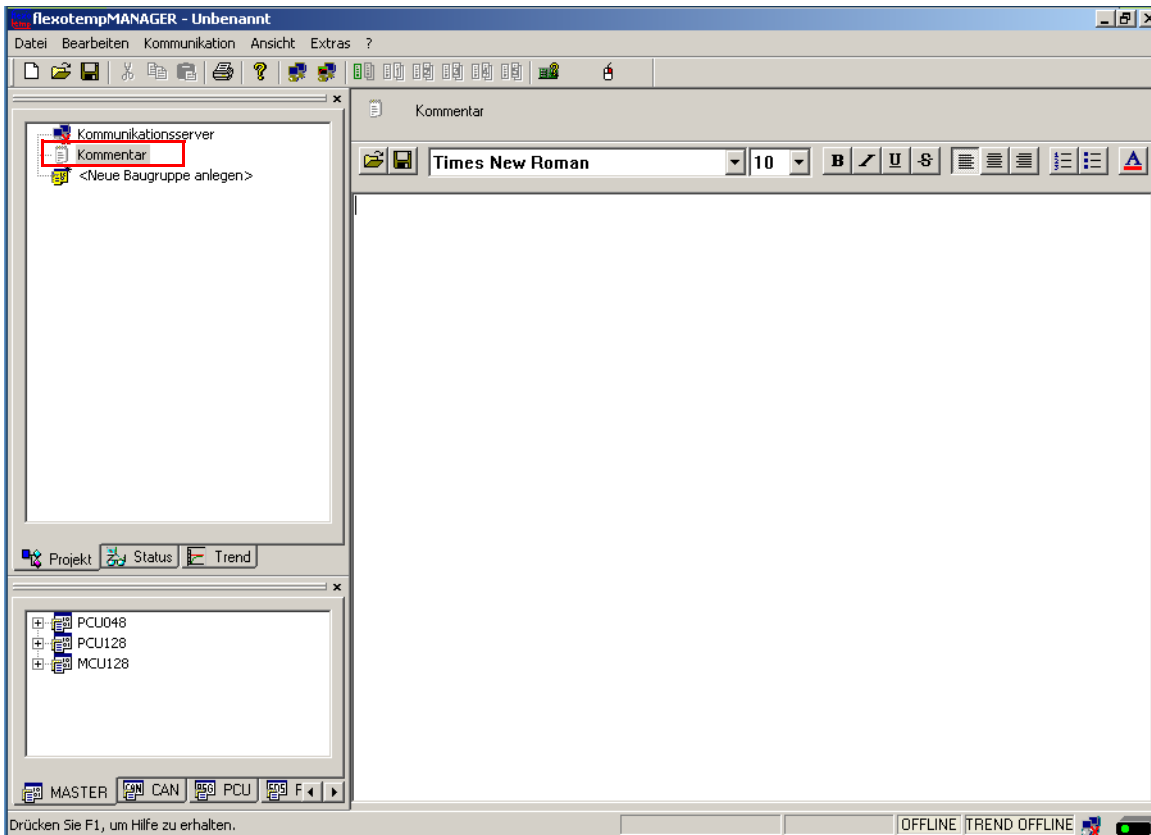 flexotempMANAGER - Unbenannt
Datei Bearbeiten Kommunikation Ansicht Extras ?
Kommunikationsserver
Kommentar
<Neue Baugruppe anlegen>
Projekt Status Trend
PCU048
PCU128
MCU128
MASTER CAN PCU F
Kommentar
Times New Roman 10 B I U S A
Drücken Sie F1, um Hilfe zu erhalten.
OFFLINE TREND OFFLINE